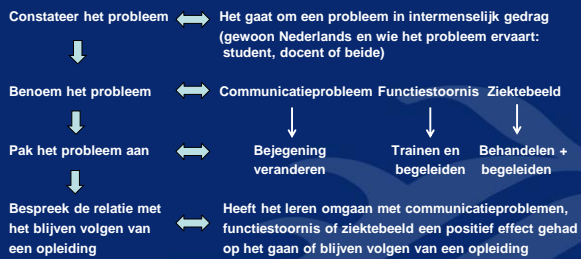 Constateer het probleem Het gaat om een probleem in intermenselijk gedrag
(gewoon Nederlands en wie het probleem ervaart:
student, docent of beide)
Benoem het probleem Communicatieprobleem Functiestoornis Ziektebeeld
Pak het probleem aan Bejegening Trainen en Behandelen +
veranderen begeleiden begeleiden
Bespreek de relatie met Heeft het leren omgaan met communicatieproblemen,
het blijven volgen van functiestoornis of ziektebeeld een positief effect gehad
een opleiding op het gaan of blijven volgen van een opleiding